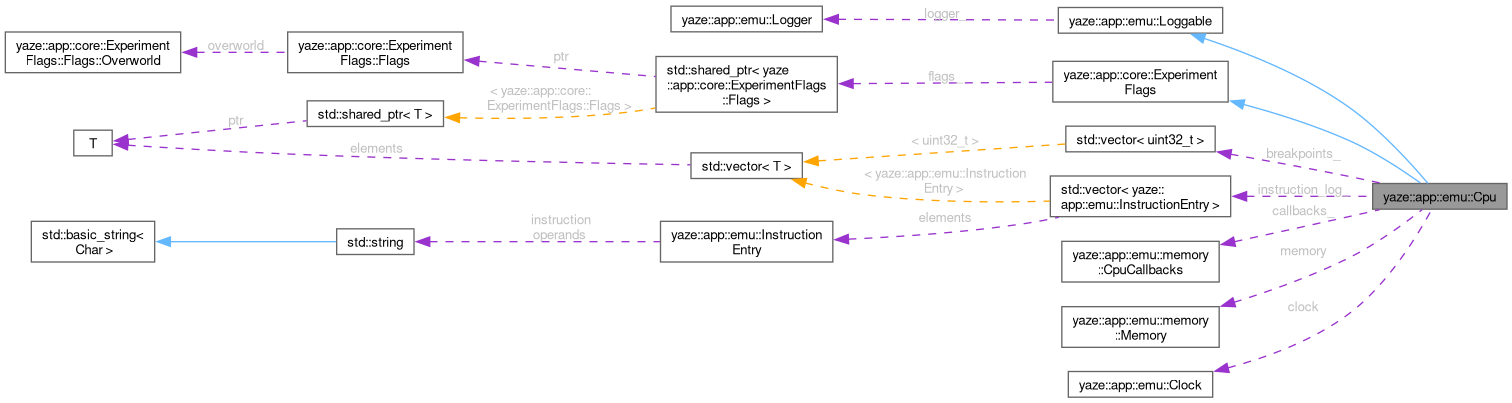 yaze::app::emu::Logger
logger_
yaze::app::emu::Loggable
yaze::app::core::Experiment
Flags::Flags::Overworld
overworld
yaze::app::core::Experiment
Flags::Flags
ptr
std::shared_ptr< yaze
::app::core::ExperimentFlags
::Flags >
flags
yaze::app::core::Experiment
Flags
< yaze::app::core::
ExperimentFlags::Flags >
std::shared_ptr< T >
ptr
T
elements
std::vector< T >
< uint32_t >
std::vector< uint32_t >
breakpoints_
< yaze::app::emu::Instruction
Entry >
std::vector< yaze::
app::emu::InstructionEntry >
instruction_log_
yaze::app::emu::Cpu
callbacks_
elements
std::basic_string<
Char >
std::string
instruction
operands
yaze::app::emu::Instruction
Entry
yaze::app::emu::memory
::CpuCallbacks
memory
yaze::app::emu::memory
::Memory
clock
yaze::app::emu::Clock